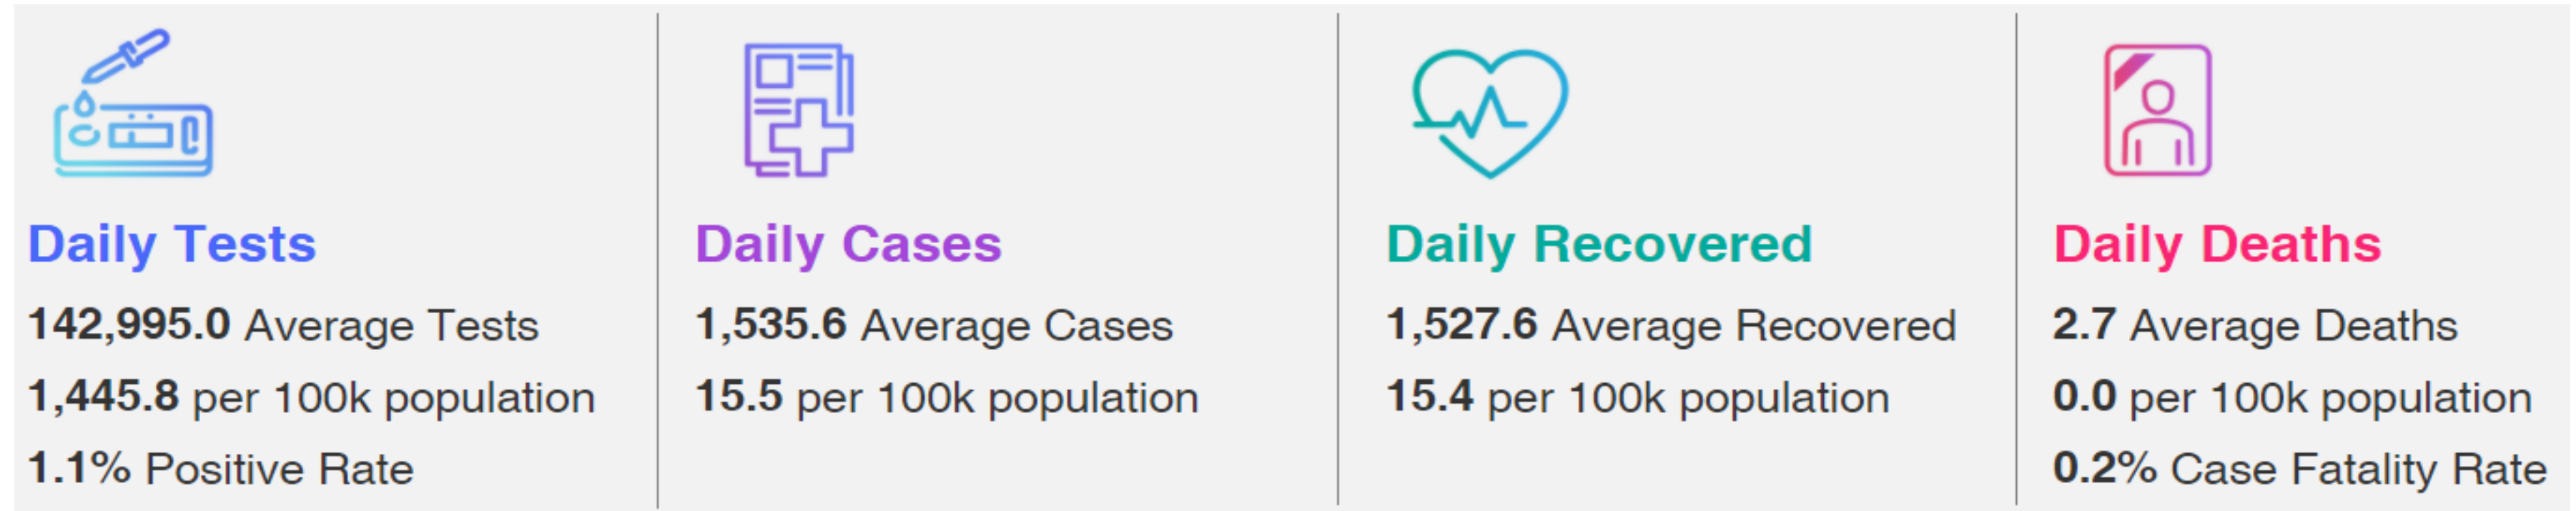 Daily Tests
142,995.0 Average Tests
1,445.8 per 100k population
1.1% Positive Rate
Daily Cases
1,535.6 Average Cases
15.5 per 100k population
Daily Recovered
1,527.6 Average Recovered
15.4 per 100k population
Daily Deaths
2.7 Average Deaths
0.0 per 100k population
0.2% Case Fatality Rate